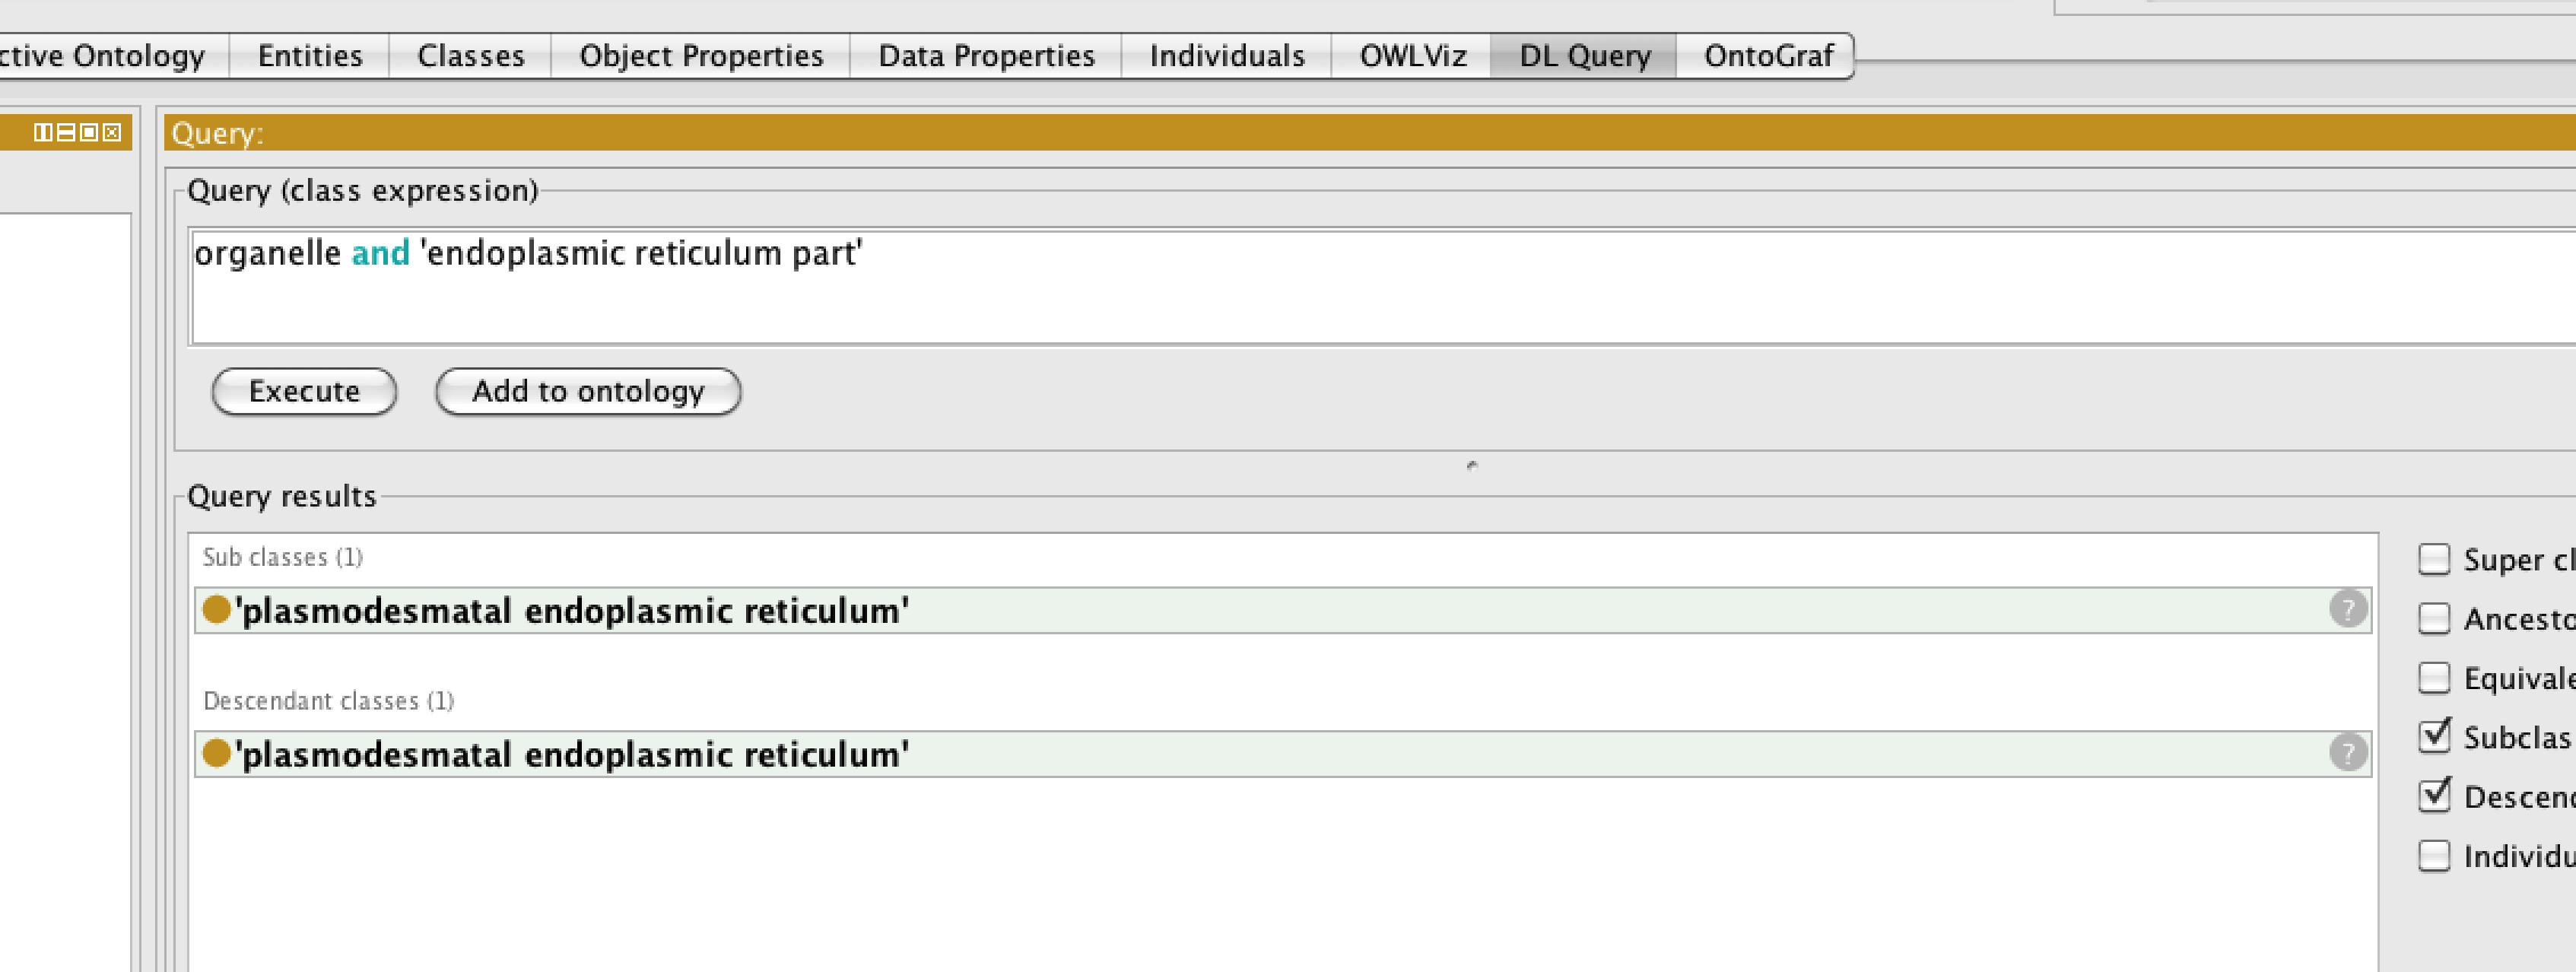 ctive Ontology Entities Classes Object Properties Data Properties Individuals OWLViz DL Query OntoGraf
Query:
Query (class expression)
organelle and 'endoplasmic reticulum part'
Execute Add to ontology
Query results
Sub classes (1)
'plasmodesmatal endoplasmic reticulum' ?
Descendant classes (1)
'plasmodesmatal endoplasmic reticulum' ?
Super cl
Ancesto
Equivale
Subclas
Descend
Individu